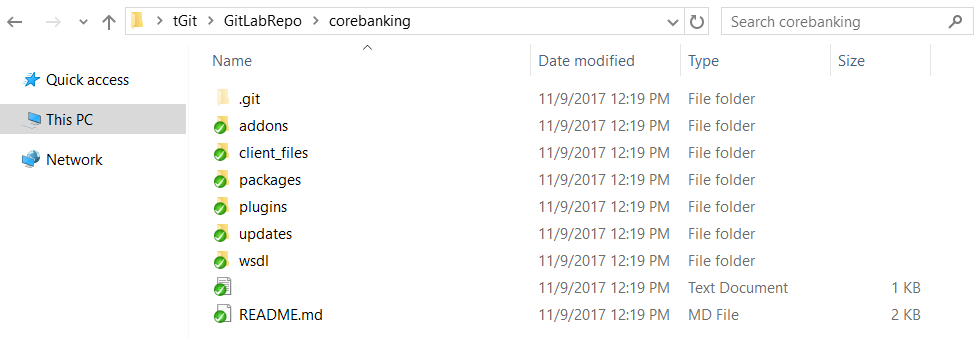 tGit > GitLabRepo > corebanking
Search corebanking
Name Date modified Type Size
Quick access
This PC
Network
.git 11/9/2017 12:19 PM File folder
addons 11/9/2017 12:19 PM File folder
client_files 11/9/2017 12:19 PM File folder
packages 11/9/2017 12:19 PM File folder
plugins 11/9/2017 12:19 PM File folder
updates 11/9/2017 12:19 PM File folder
wsdl 11/9/2017 12:19 PM File folder
11/9/2017 12:19 PM Text Document 1 KB
README.md 11/9/2017 12:19 PM MD File 2 KB